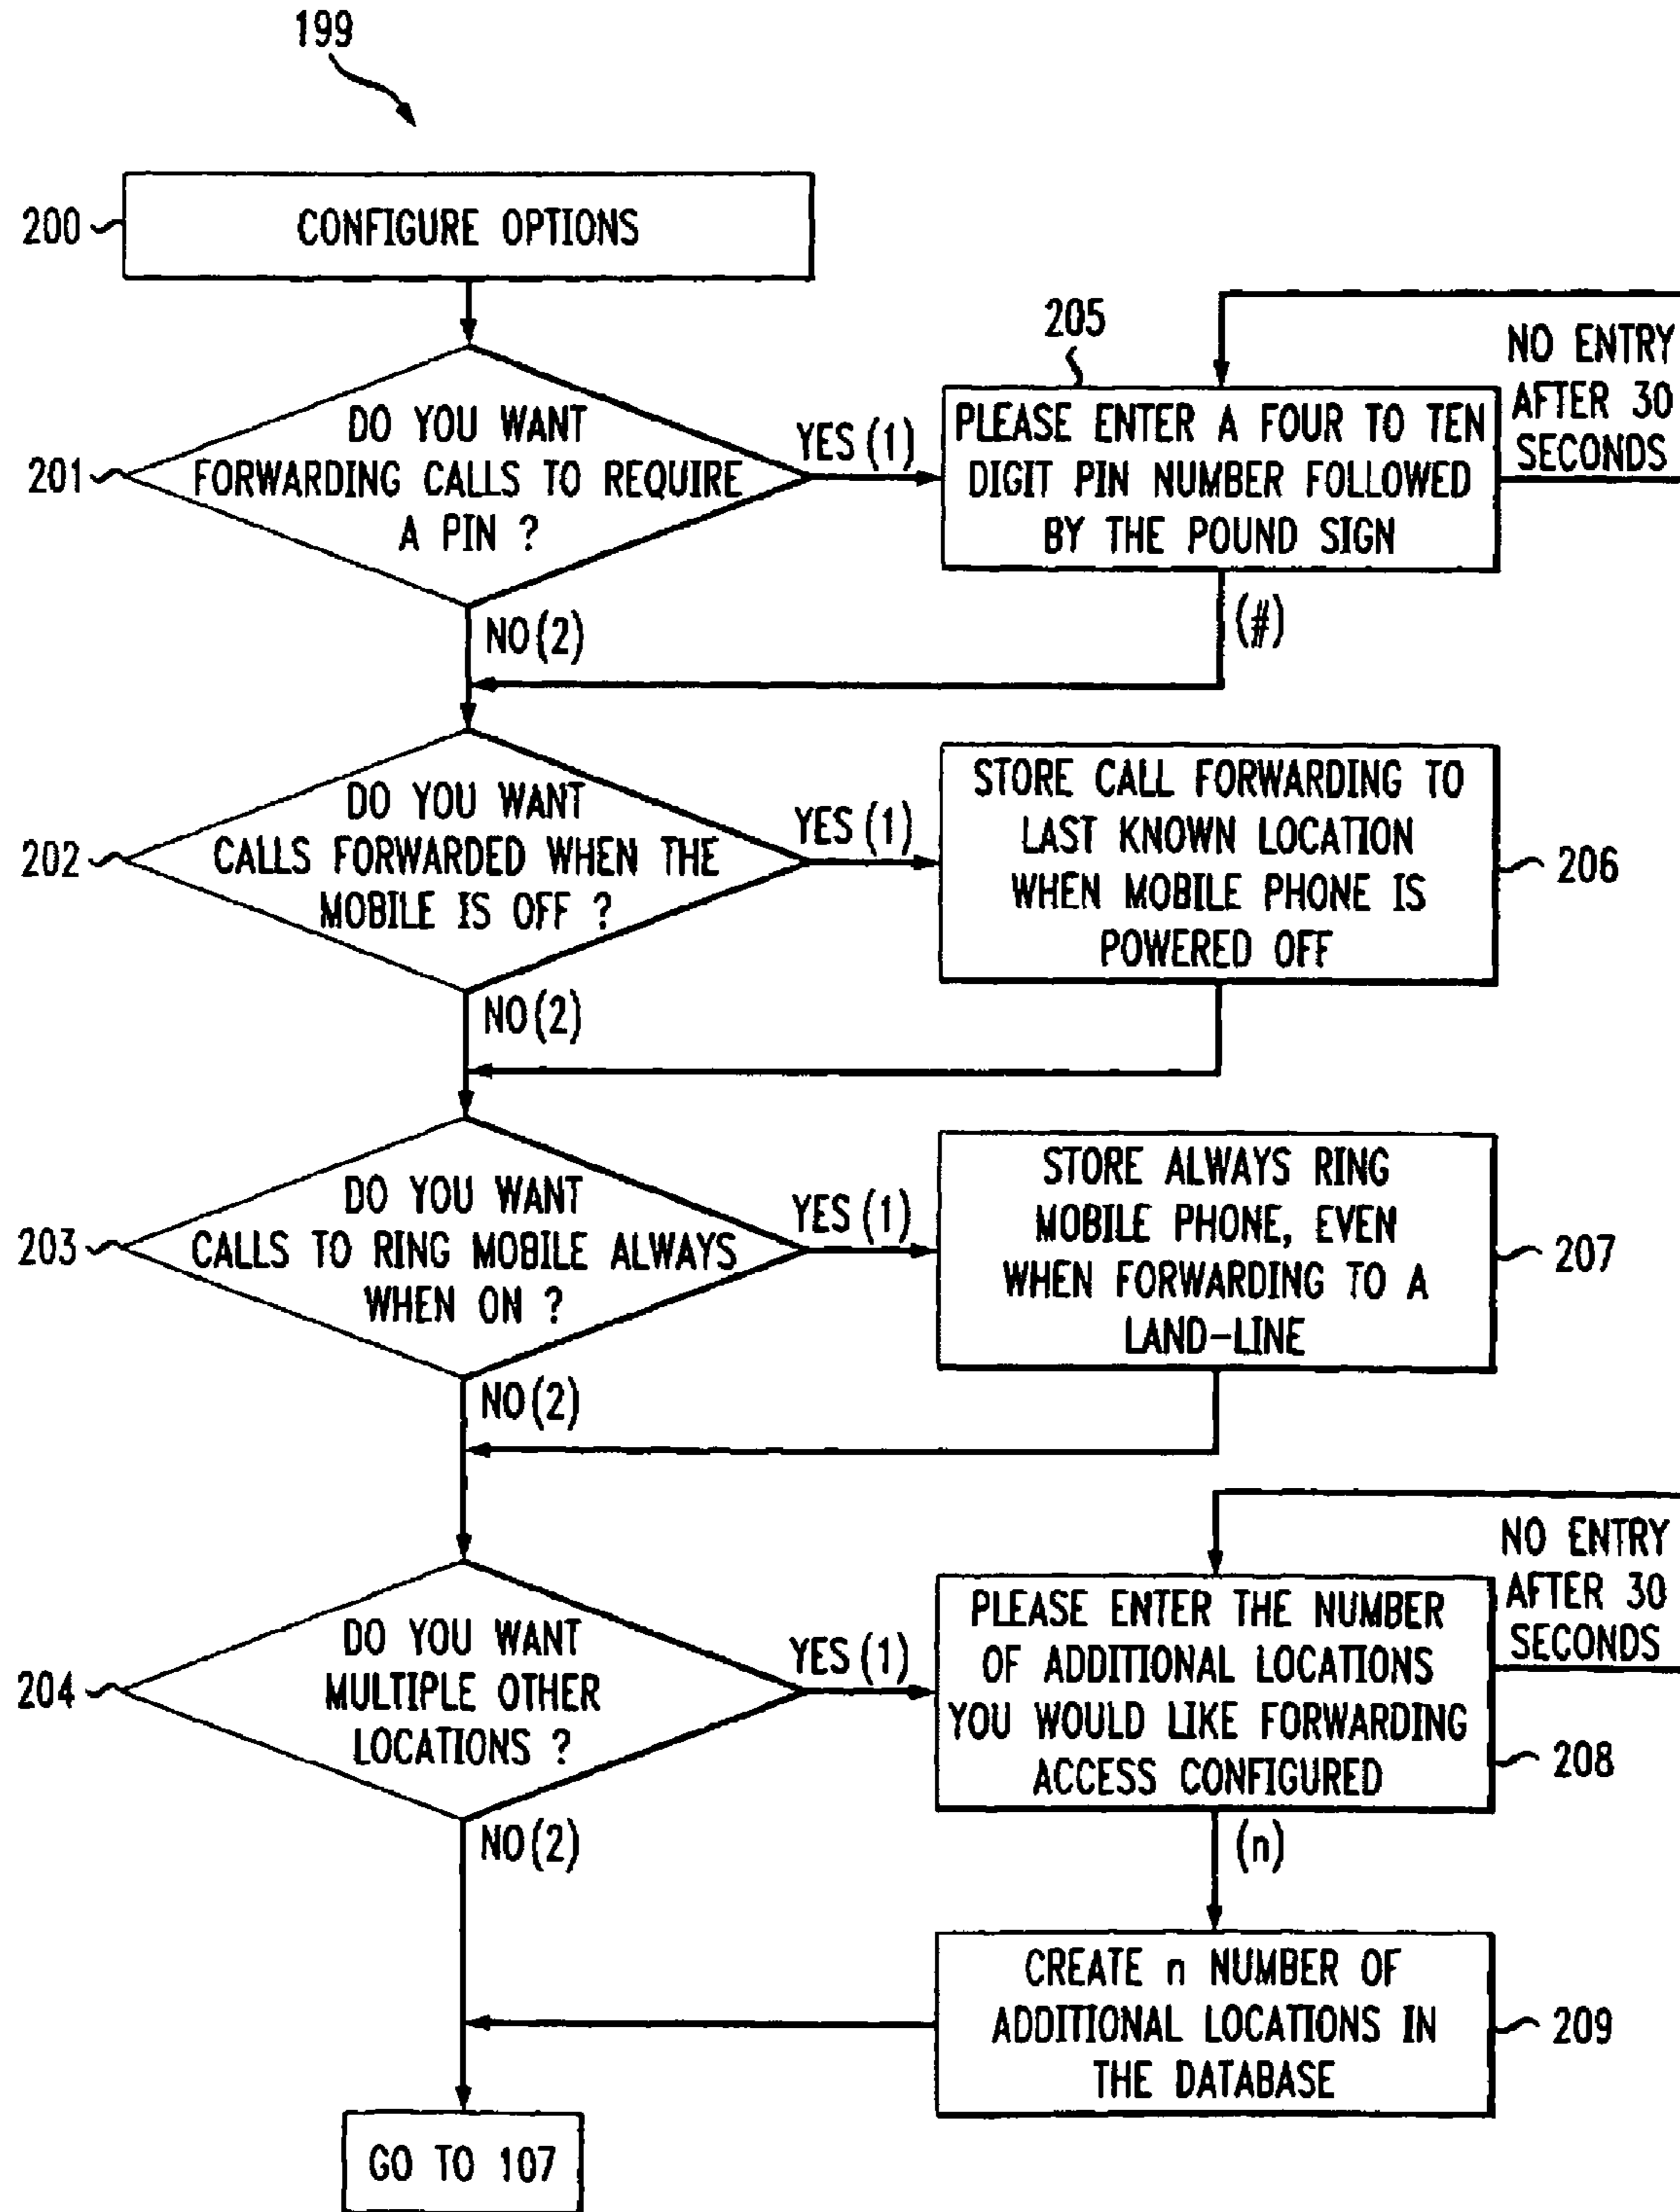 199
200
CONFIGURE OPTIONS
201
DO YOU WANT
FORWARDING CALLS TO REQUIRE
A PIN ?
YES (1)
NO (2)
205
PLEASE ENTER A FOUR TO TEN
DIGIT PIN NUMBER FOLLOWED
BY THE POUND SIGN
NO ENTRY
AFTER 30
SECONDS
(#)
202
DO YOU WANT
CALLS FORWARDED WHEN THE
MOBILE IS OFF ?
YES (1)
NO (2)
STORE CALL FORWARDING TO
LAST KNOWN LOCATION
WHEN MOBILE PHONE IS
POWERED OFF
206
203
DO YOU WANT
CALLS TO RING MOBILE ALWAYS
WHEN ON ?
YES (1)
NO (2)
STORE ALWAYS RING
MOBILE PHONE, EVEN
WHEN FORWARDING TO A
LAND-LINE
207
204
DO YOU WANT
MULTIPLE OTHER
LOCATIONS ?
YES (1)
NO (2)
PLEASE ENTER THE NUMBER
OF ADDITIONAL LOCATIONS
YOU WOULD LIKE FORWARDING
ACCESS CONFIGURED
208
NO ENTRY
AFTER 30
SECONDS
(n)
CREATE n NUMBER OF
ADDITIONAL LOCATIONS IN
THE DATABASE
209
GO TO 107